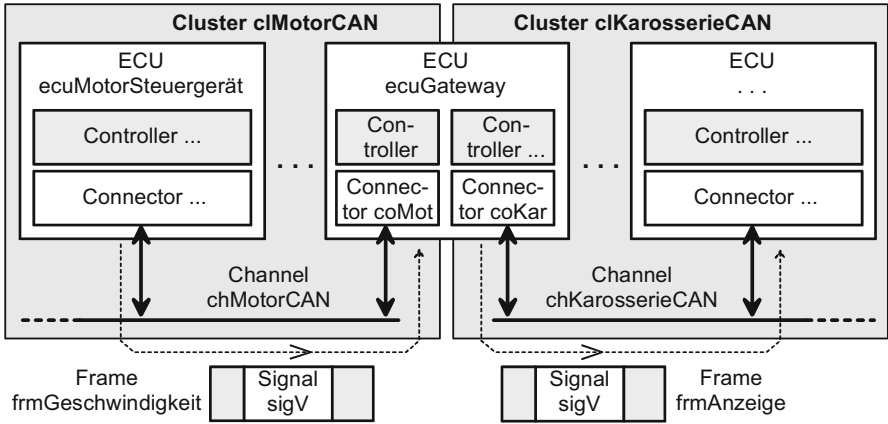 Cluster clMotorCAN
Cluster clKarosserieCAN
ECU
ecuMotorSteuergerät
Controller ...
Connector ...
. . .
ECU
ecuGateway
Con-
troller
Con-
troller ...
Connec-
tor coMot
Connec-
tor coKar
. . .
ECU
. . .
Controller ...
Connector ...
Channel
chMotorCAN
Channel
chKarosserieCAN
Frame
frmGeschwindigkeit
Signal
sigV
Signal
sigV
Frame
frmAnzeige